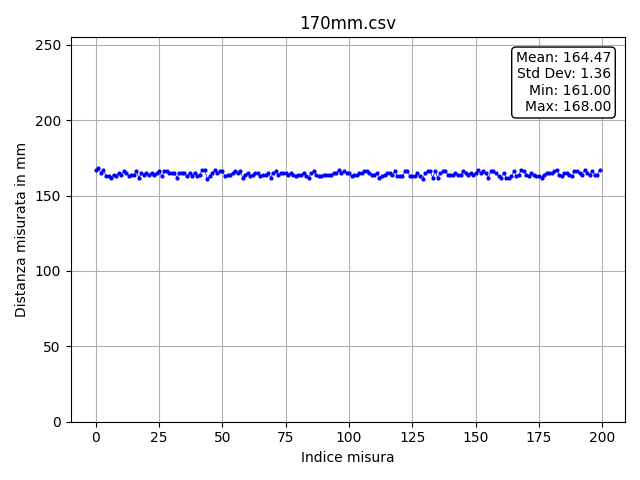 170mm.csv
Mean: 164.47
Std Dev: 1.36
Min: 161.00
Max: 168.00
250
200
150
100
50
0
Distanza misurata in mm
0 25 50 75 100 125 150 175 200
Indice misura